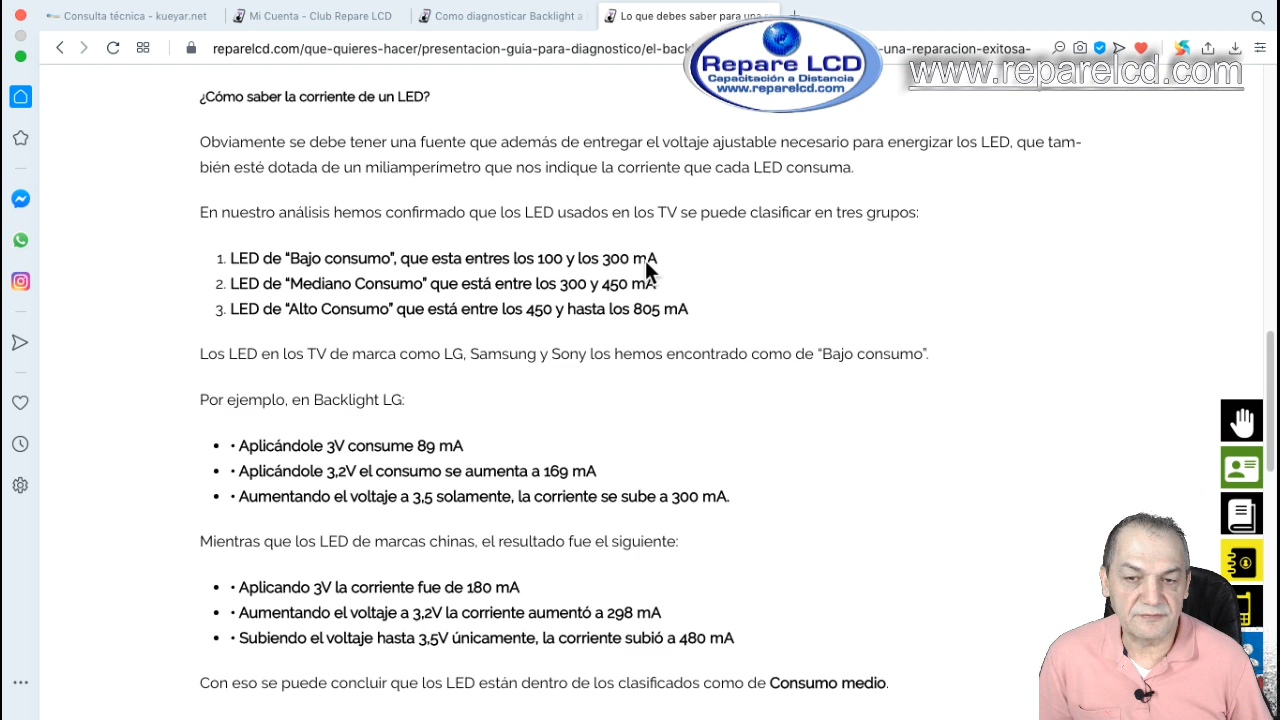 Consulta técnica - kueyar.net
Mi Cuenta - Club Repare LCD
Como diagnosticar Backlight a
Lo que debes saber para una
reparelcd.com/que-quieres-hacer/presentacion-guia-para-diagnostico/el-back
una-reparacion-exitosa-
Repare LCD
Capacitación a Distancia
www.reparelcd.com
www.reparelcd.com
¿Cómo saber la corriente de un LED?
Obviamente se debe tener una fuente que además de entregar el voltaje ajustable necesario para energizar los LED, que tam-
bién esté dotada de un miliamperímetro que nos indique la corriente que cada LED consuma.
En nuestro análisis hemos confirmado que los LED usados en los TV se puede clasificar en tres grupos:
1. LED de “Bajo consumo”, que esta entres los 100 y los 300 mA
2. LED de “Mediano Consumo” que está entre los 300 y 450 mA.
3. LED de “Alto Consumo” que está entre los 450 y hasta los 805 mA
Los LED en los TV de marca como LG, Samsung y Sony los hemos encontrado como de “Bajo consumo”.
Por ejemplo, en Backlight LG:
• • Aplicándole 3V consume 89 mA
• • Aplicándole 3,2V el consumo se aumenta a 169 mA
• • Aumentando el voltaje a 3,5 solamente, la corriente se sube a 300 mA.
Mientras que los LED de marcas chinas, el resultado fue el siguiente:
• • Aplicando 3V la corriente fue de 180 mA
• • Aumentando el voltaje a 3,2V la corriente aumentó a 298 mA
• • Subiendo el voltaje hasta 3,5V únicamente, la corriente subió a 480 mA
Con eso se puede concluir que los LED están dentro de los clasificados como de Consumo medio.